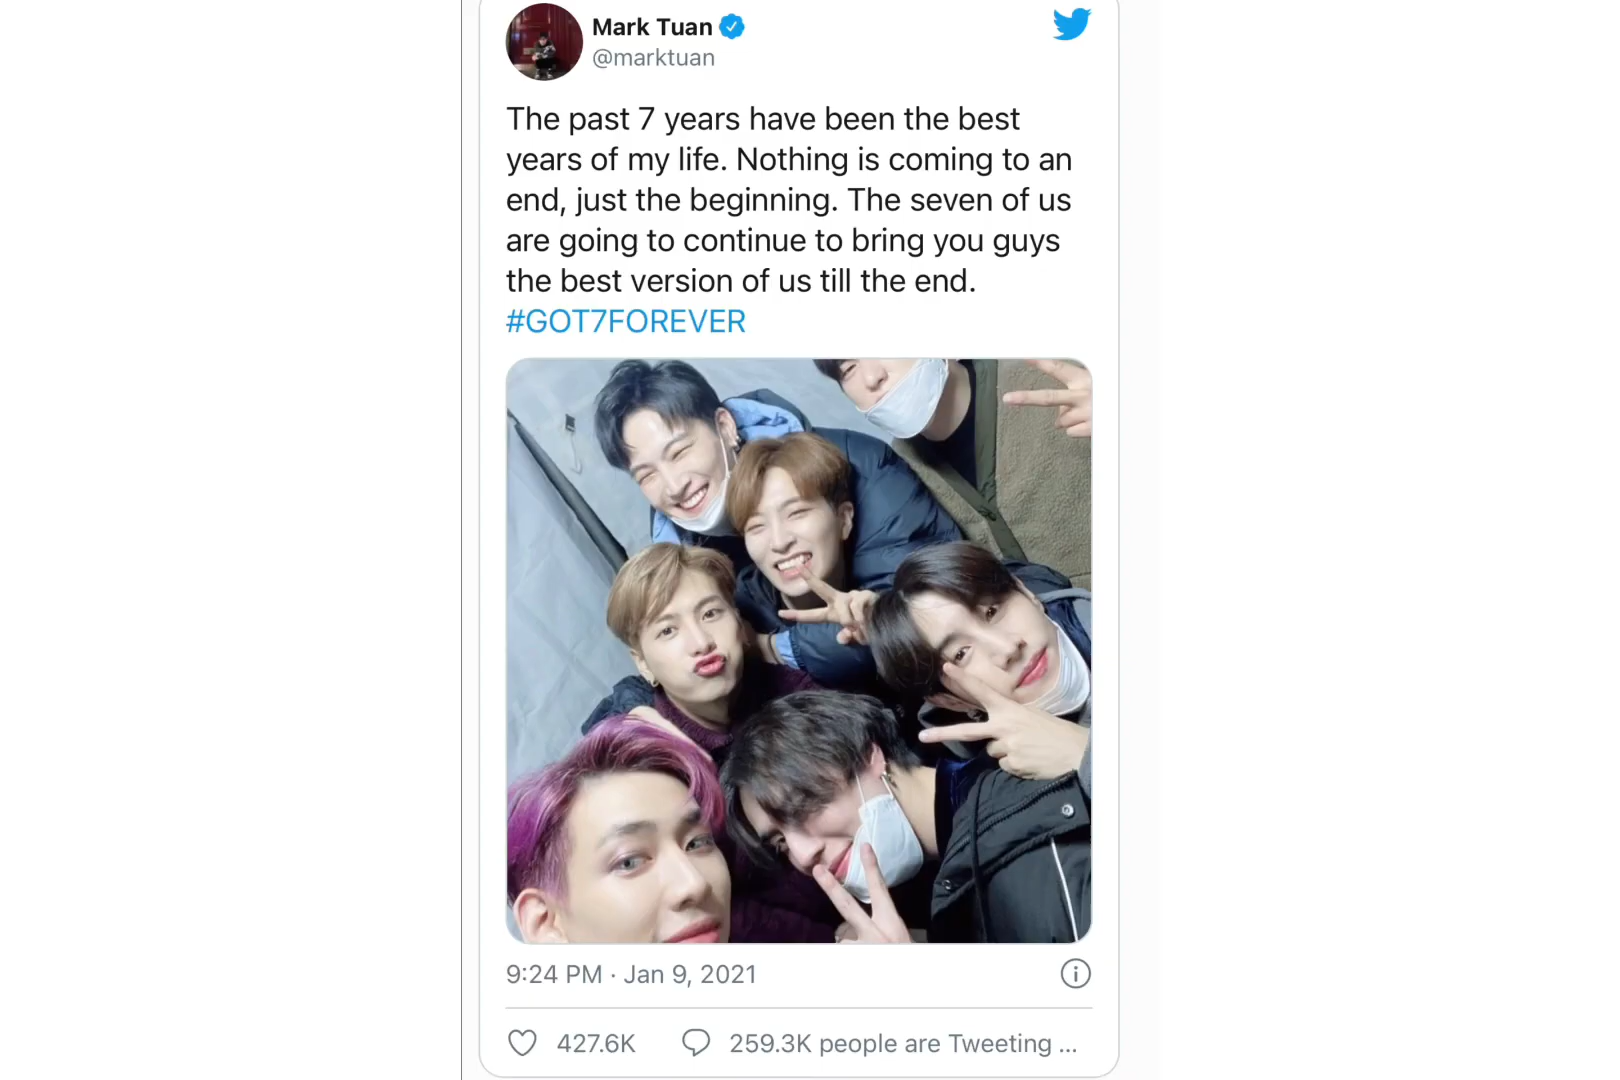 Mark Tuan
@marktuan
The past 7 years have been the best
years of my life. Nothing is coming to an
end, just the beginning. The seven of us
are going to continue to bring you guys
the best version of us till the end.
#GOT7FOREVER
9:24 PM · Jan 9, 2021
427.6K 259.3K people are Tweeting ...